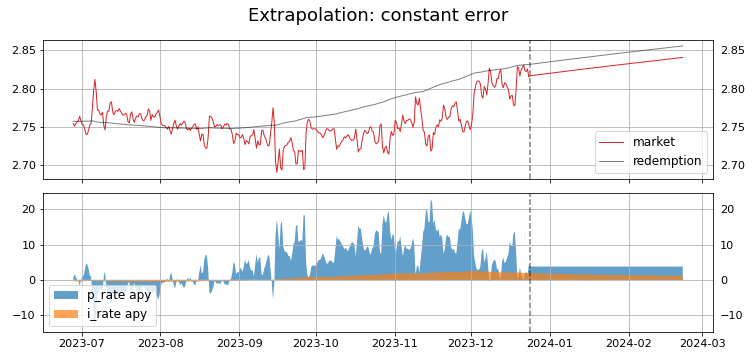 Extrapolation: constant error
2.85 2.85
2.80 2.80
2.75 2.75
2.70 2.70
market
redemption
20 20
10 10
0 0
−10 −10
p_rate apy
i_rate apy
2023-07 2023-08 2023-09 2023-10 2023-11 2023-12 2024-01 2024-02 2024-03